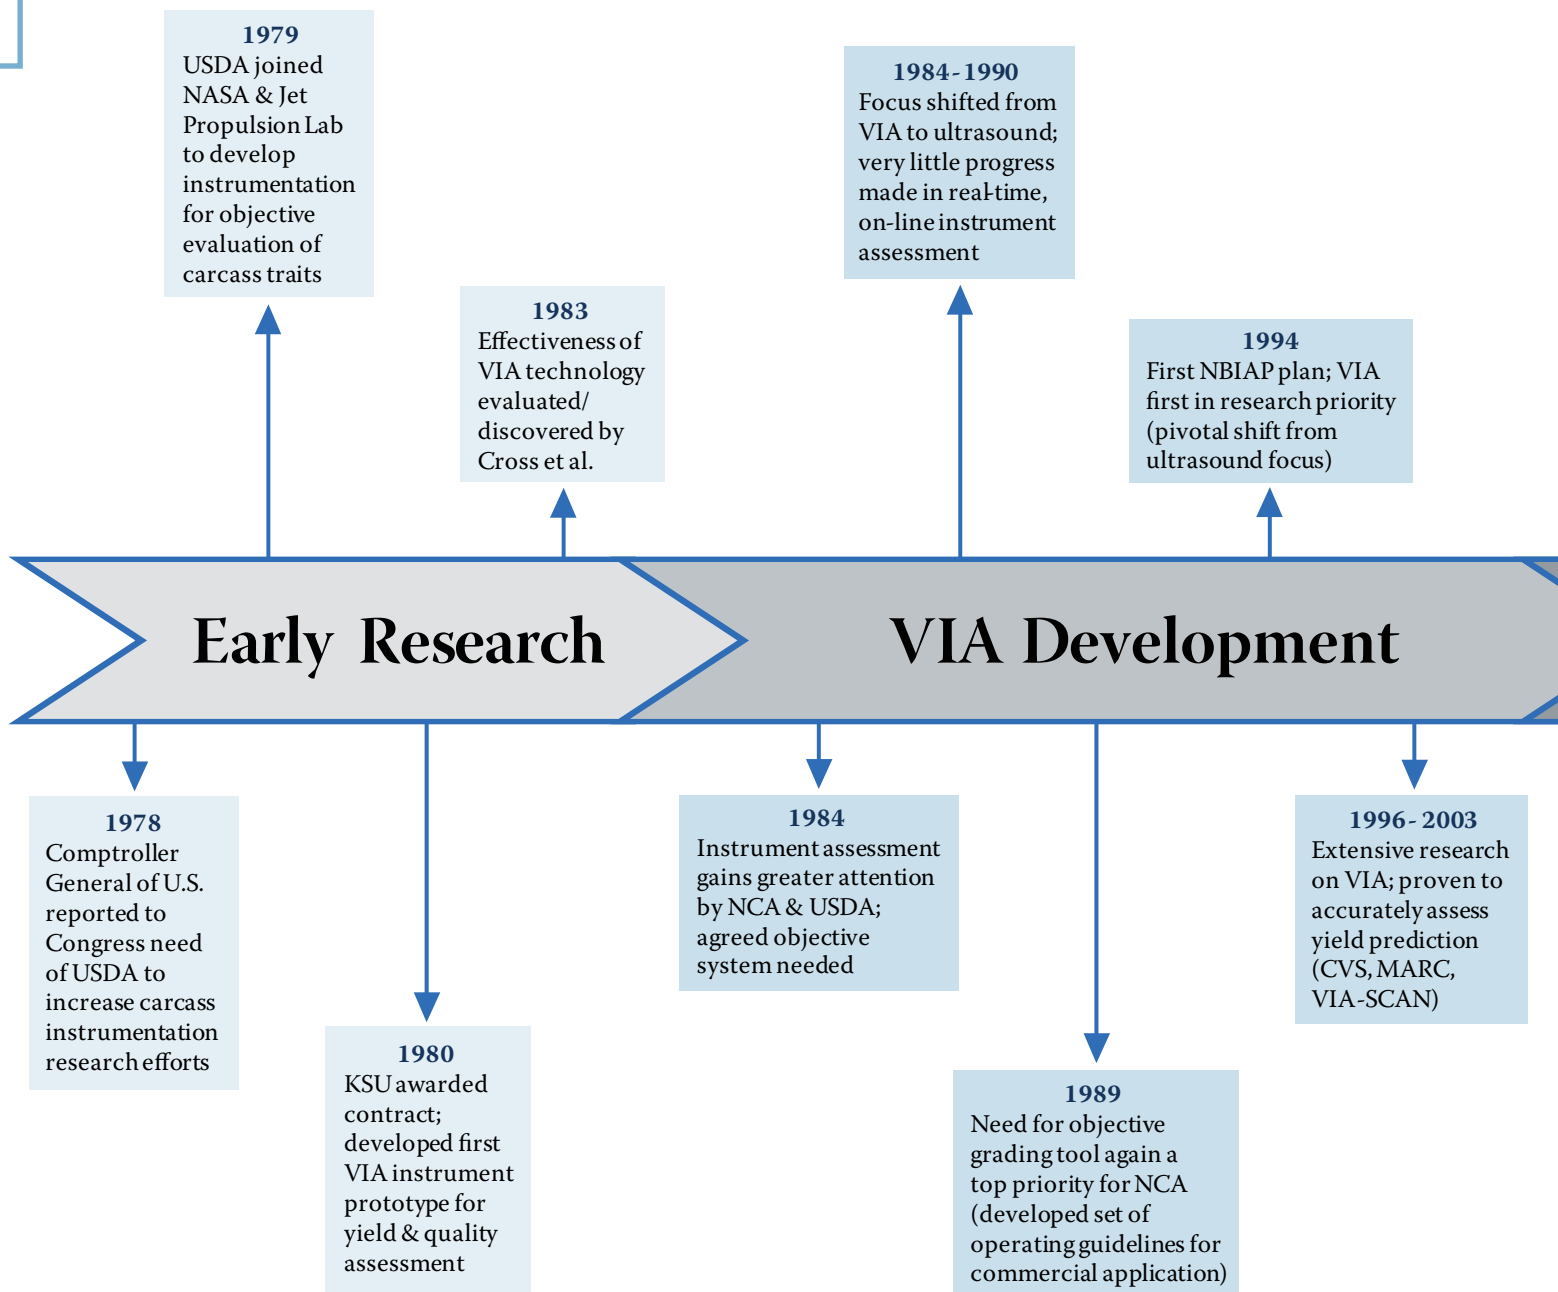 1979
USDA joined
NASA & Jet
Propulsion Lab
to develop
instrumentation
for objective
evaluation of
carcass traits
1983
Effectiveness of
VIA technology
evaluated/
discovered by
Cross et al.
1984-1990
Focus shifted from
VIA to ultrasound;
very little progress
made in real-time,
on-line instrument
assessment
1994
First NBIAP plan; VIA
first in research priority
(pivotal shift from
ultrasound focus)
Early Research
VIA Development
1978
Comptroller
General of U.S.
reported to
Congress need
of USDA to
increase carcass
instrumentation
research efforts
1980
KSU awarded
contract;
developed first
VIA instrument
prototype for
yield & quality
assessment
1984
Instrument assessment
gains greater attention
by NCA & USDA;
agreed objective
system needed
1989
Need for objective
grading tool again a
top priority for NCA
(developed set of
operating guidelines for
commercial application)
1996-2003
Extensive research
on VIA; proven to
accurately assess
yield prediction
(CVS, MARC,
VIA-SCAN)